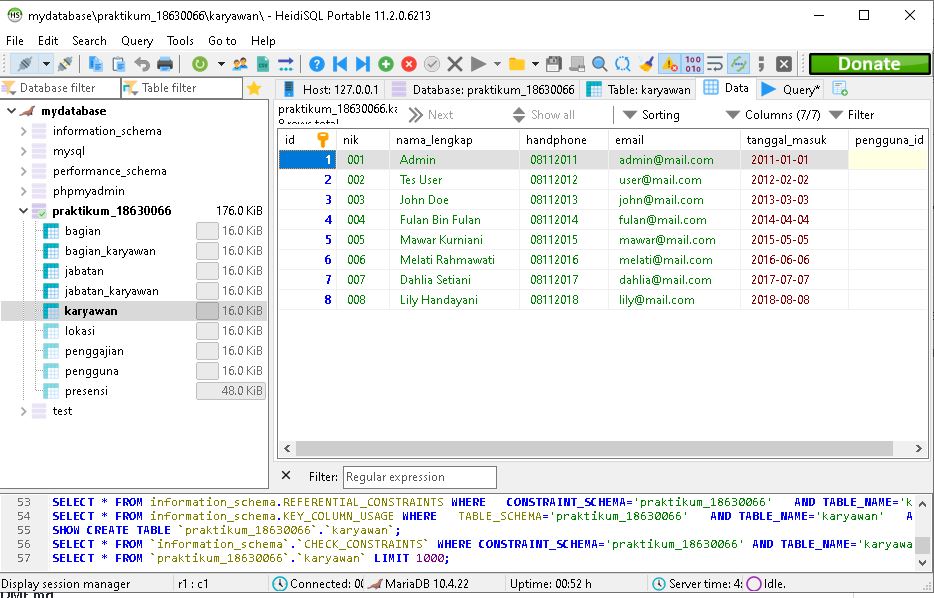 mydatabase\praktikum_18630066\karyawan\ - HeidiSQL Portable 11.2.0.6213
File Edit Search Query Tools Go to Help
Donate
Database filter Table filter Host: 127.0.0.1 Database: praktikum_18630066 Table: karyawan Data Query*
praktikum_18630066.ka Next Show all Sorting Columns (7/7) Filter
8 rows total
mydatabase
information_schema
mysql
performance_schema
phpmyadmin
praktikum_18630066 176.0 KiB
bagian 16.0 KiB
bagian_karyawan 16.0 KiB
jabatan 16.0 KiB
jabatan_karyawan 16.0 KiB
karyawan 16.0 KiB
lokasi 16.0 KiB
penggajian 16.0 KiB
pengguna 16.0 KiB
presensi 48.0 KiB
test
id nik nama_lengkap handphone email tanggal_masuk pengguna_id
1 001 Admin 08112011 admin@mail.com 2011-01-01
2 002 Tes User 08112012 user@mail.com 2012-02-02
3 003 John Doe 08112013 john@mail.com 2013-03-03
4 004 Fulan Bin Fulan 08112014 fulan@mail.com 2014-04-04
5 005 Mawar Kurniani 08112015 mawar@mail.com 2015-05-05
6 006 Melati Rahmawati 08112016 melati@mail.com 2016-06-06
7 007 Dahlia Setiani 08112017 dahlia@mail.com 2017-07-07
8 008 Lily Handayani 08112018 lily@mail.com 2018-08-08
Filter: Regular expression
53 SELECT * FROM information_schema.REFERENTIAL_CONSTRAINTS WHERE CONSTRAINT_SCHEMA='praktikum_18630066' AND TABLE_NAME='k
54 SELECT * FROM information_schema.KEY_COLUMN_USAGE WHERE TABLE_SCHEMA='praktikum_18630066' AND TABLE_NAME='karyawan' A
55 SHOW CREATE TABLE `praktikum_18630066`.`karyawan`;
56 SELECT * FROM `information_schema`.`CHECK_CONSTRAINTS` WHERE CONSTRAINT_SCHEMA='praktikum_18630066' AND TABLE_NAME='karyawa
57 SELECT * FROM `praktikum_18630066`.`karyawan` LIMIT 1000;
Display session manager r1 : c1 Connected: 00 MariaDB 10.4.22 Uptime: 00:52 h Server time: 4: Idle.